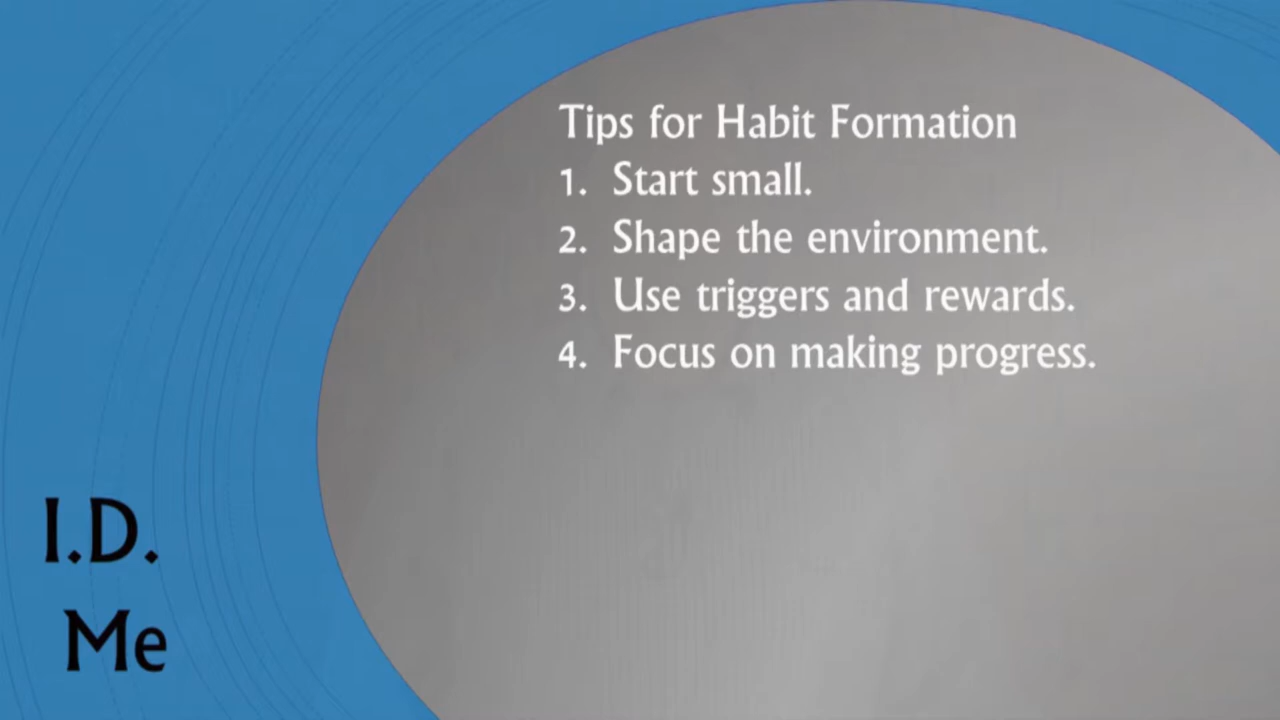 Tips for Habit Formation
1. Start small.
2. Shape the environment.
3. Use triggers and rewards.
4. Focus on making progress.
I.D.
Me